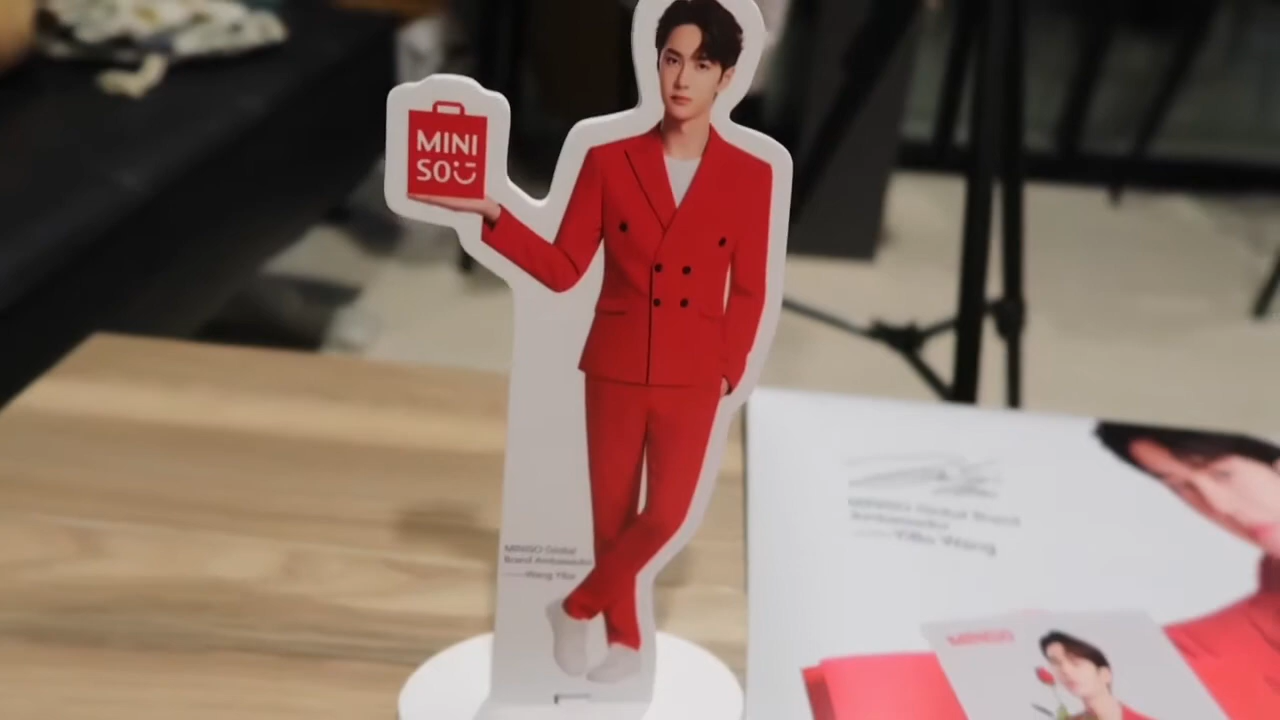 MINI
SO
MINISO Global
Brand Ambassador
——Wang Yibo
MINISO Global Brand
Ambassador
——YiBo Wang
MINISO